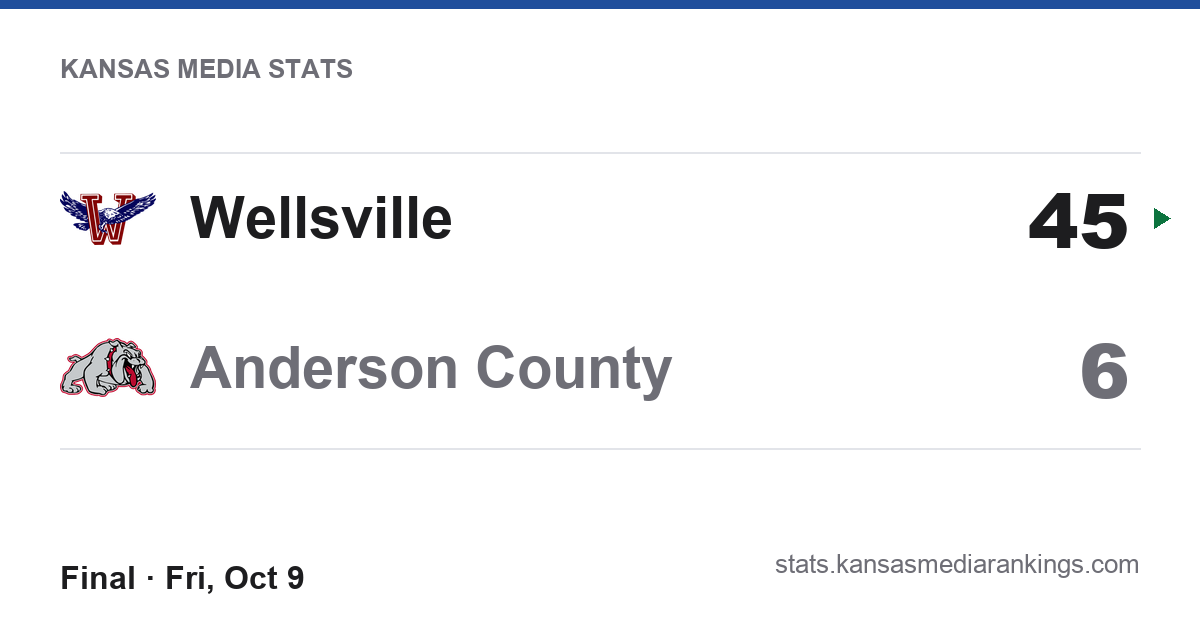 KANSAS MEDIA STATS
W
Wellsville 45
Anderson County 6
Final · Fri, Oct 9
stats.kansasmediarankings.com